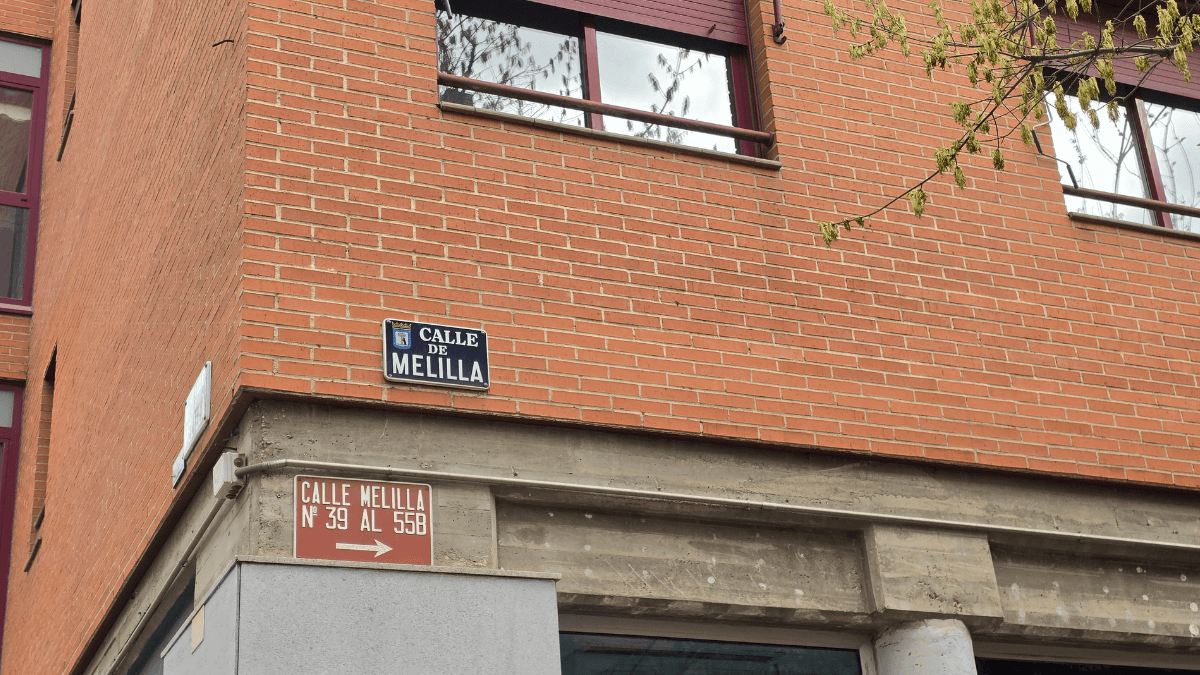 CALLE
DE
MELILLA
CALLE MELILLA
Nº 39 AL 55B